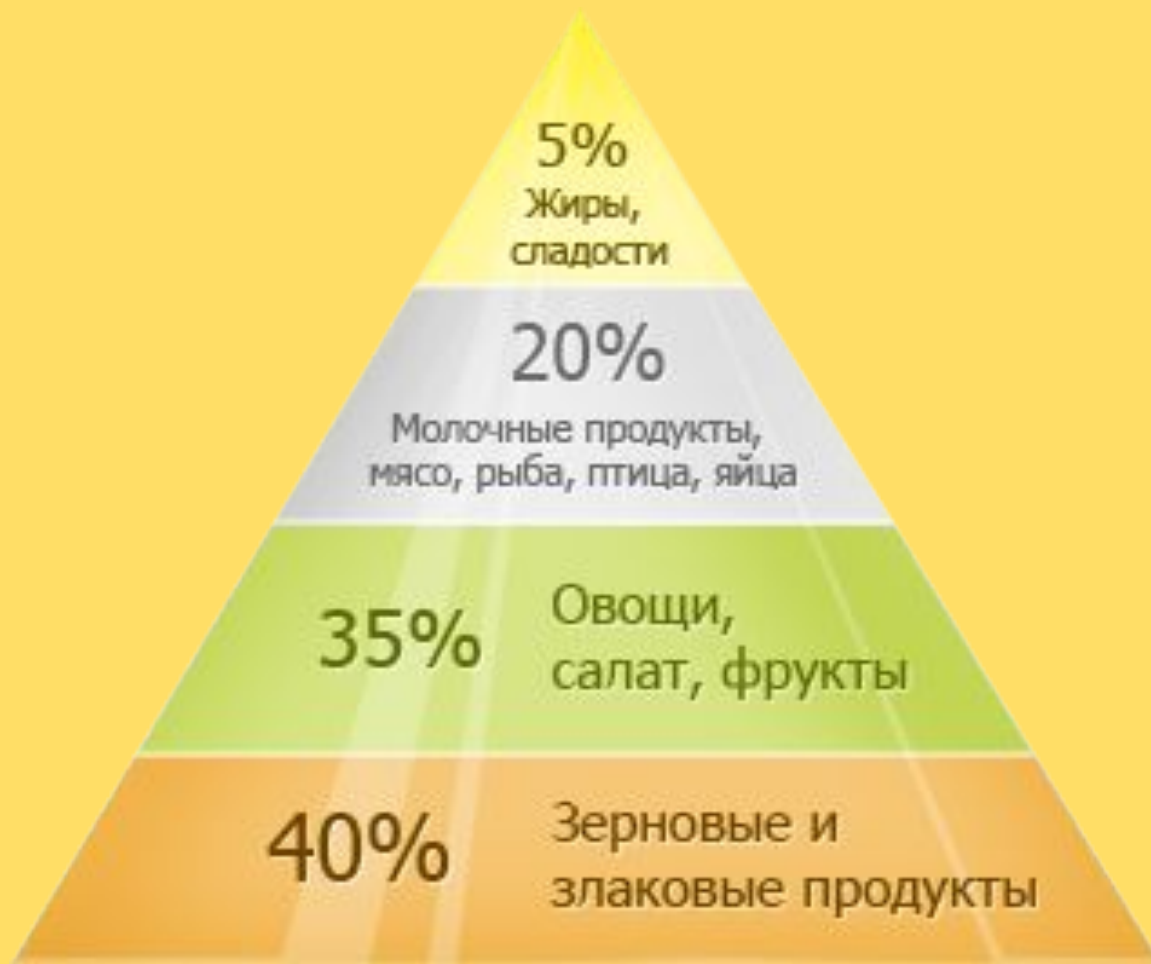 5%
Жиры,
сладости
20%
Молочные продукты,
мясо, рыба, птица, яйца
35%
Овощи,
салат, фрукты
40%
Зерновые и
злаковые продукты